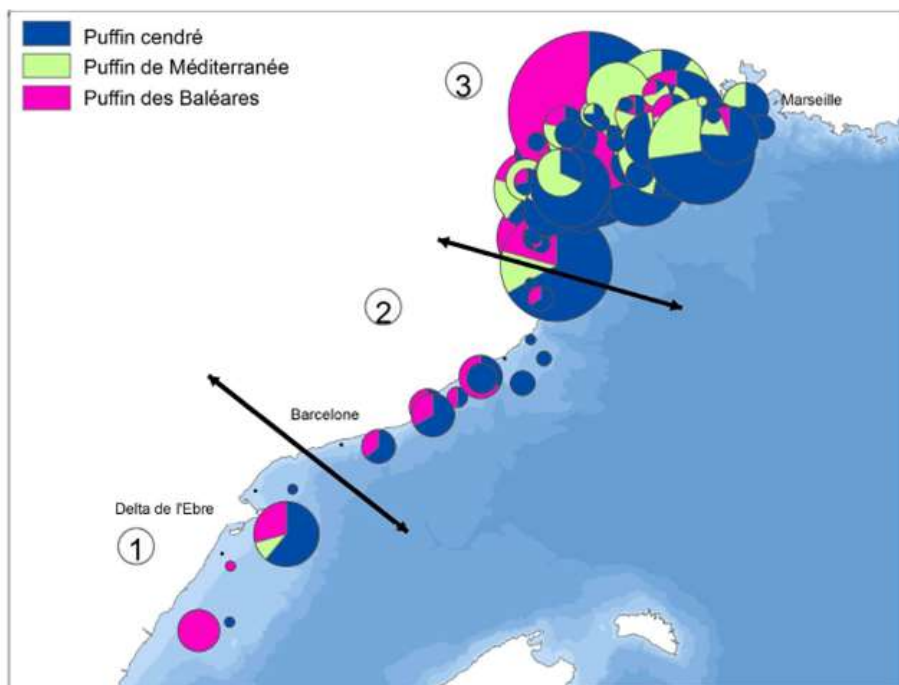 Puffin cendré
Puffin de Méditerranée
Puffin des Baléares
3
Marseille
2
Barcelone
Delta de l'Ebre
1